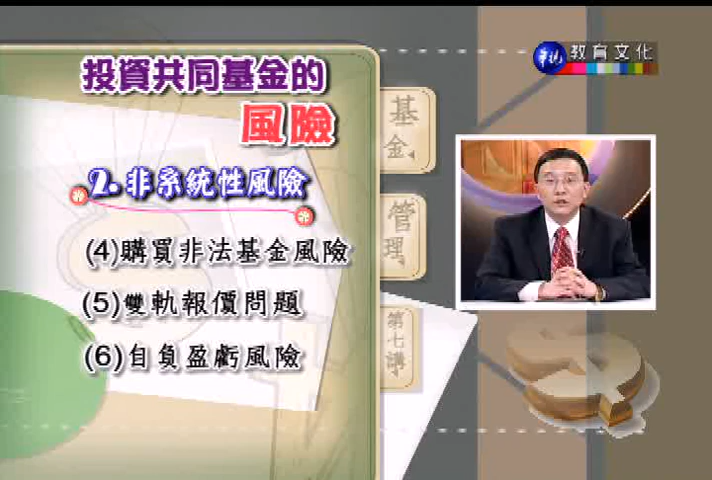 投資共同基金的
風險
2.非系統性風險
(4)購買非法基金風險
(5)雙軌報價問題
(6)自負盈虧風險
基金
管理
第七講
華視 教育文化